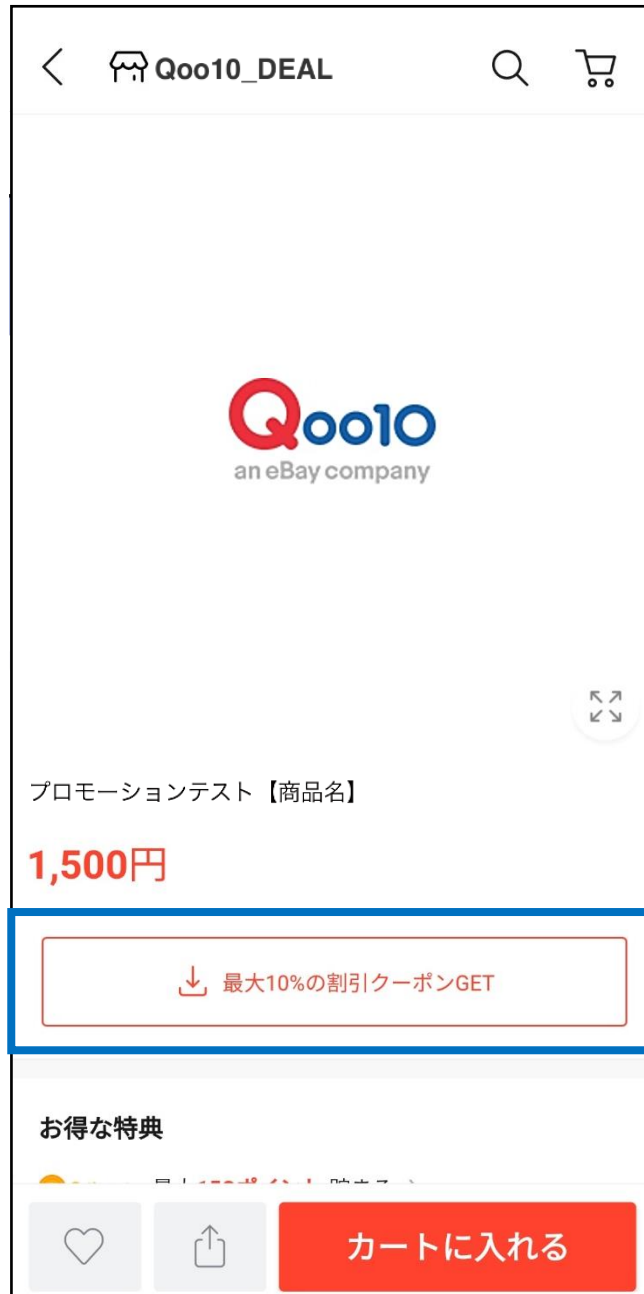 Qoo10_DEAL
Qoo10
an eBay company
プロモーションテスト【商品名】
1,500円
最大10%の割引クーポンGET
お得な特典
カートに入れる